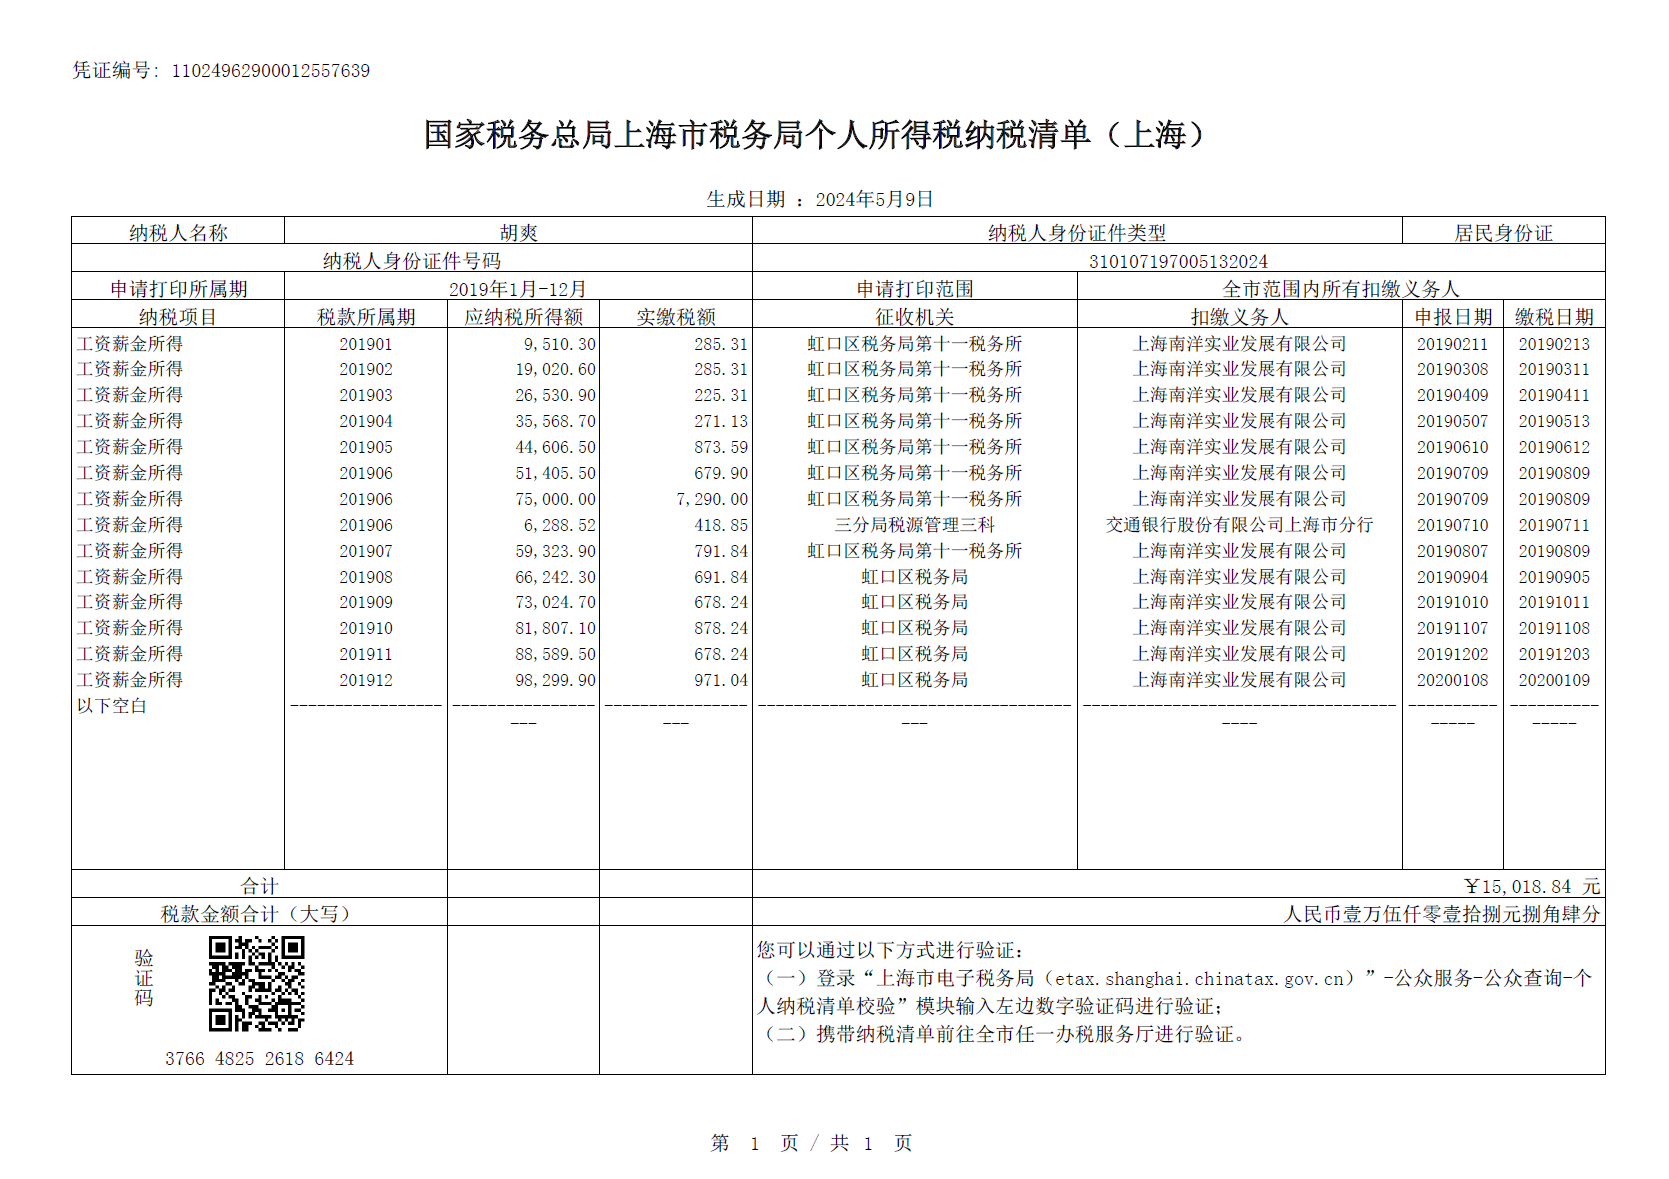 凭证编号: 11024962900012557639
国家税务总局上海市税务局个人所得税纳税清单（上海）
生成日期 : 2024年5月9日
纳税人名称 胡爽 纳税人身份证件类型 居民身份证
纳税人身份证件号码 310107197005132024
申请打印所属期 2019年1月-12月 申请打印范围 全市范围内所有扣缴义务人
纳税项目 税款所属期 应纳税所得额 实缴税额 征收机关 扣缴义务人 申报日期 缴税日期
工资薪金所得 201901 9,510.30 285.31 虹口区税务局第十一税务所 上海南洋实业发展有限公司 20190211 20190213
工资薪金所得 201902 19,020.60 285.31 虹口区税务局第十一税务所 上海南洋实业发展有限公司 20190308 20190311
工资薪金所得 201903 26,530.90 225.31 虹口区税务局第十一税务所 上海南洋实业发展有限公司 20190409 20190411
工资薪金所得 201904 35,568.70 271.13 虹口区税务局第十一税务所 上海南洋实业发展有限公司 20190507 20190513
工资薪金所得 201905 44,606.50 873.59 虹口区税务局第十一税务所 上海南洋实业发展有限公司 20190610 20190612
工资薪金所得 201906 51,405.50 679.90 虹口区税务局第十一税务所 上海南洋实业发展有限公司 20190709 20190809
工资薪金所得 201906 75,000.00 7,290.00 虹口区税务局第十一税务所 上海南洋实业发展有限公司 20190709 20190809
工资薪金所得 201906 6,288.52 418.85 三分局税源管理三科 交通银行股份有限公司上海市分行 20190710 20190711
工资薪金所得 201907 59,323.90 791.84 虹口区税务局第十一税务所 上海南洋实业发展有限公司 20190807 20190809
工资薪金所得 201908 66,242.30 691.84 虹口区税务局 上海南洋实业发展有限公司 20190904 20190905
工资薪金所得 201909 73,024.70 678.24 虹口区税务局 上海南洋实业发展有限公司 20191010 20191011
工资薪金所得 201910 81,807.10 878.24 虹口区税务局 上海南洋实业发展有限公司 20191107 20191108
工资薪金所得 201911 88,589.50 678.24 虹口区税务局 上海南洋实业发展有限公司 20191202 20191203
工资薪金所得 201912 98,299.90 971.04 虹口区税务局 上海南洋实业发展有限公司 20200108 20200109
以下空白
合计 ￥15,018.84 元
税款金额合计（大写） 人民币壹万伍仟零壹拾捌元捌角肆分
验证码
3766 4825 2618 6424
您可以通过以下方式进行验证:
（一）登录“上海市电子税务局（etax.shanghai.chinatax.gov.cn）”-公众服务-公众查询-个
人纳税清单校验”模块输入左边数字验证码进行验证;
（二）携带纳税清单前往全市任一办税服务厅进行验证。
第 1 页 / 共 1 页